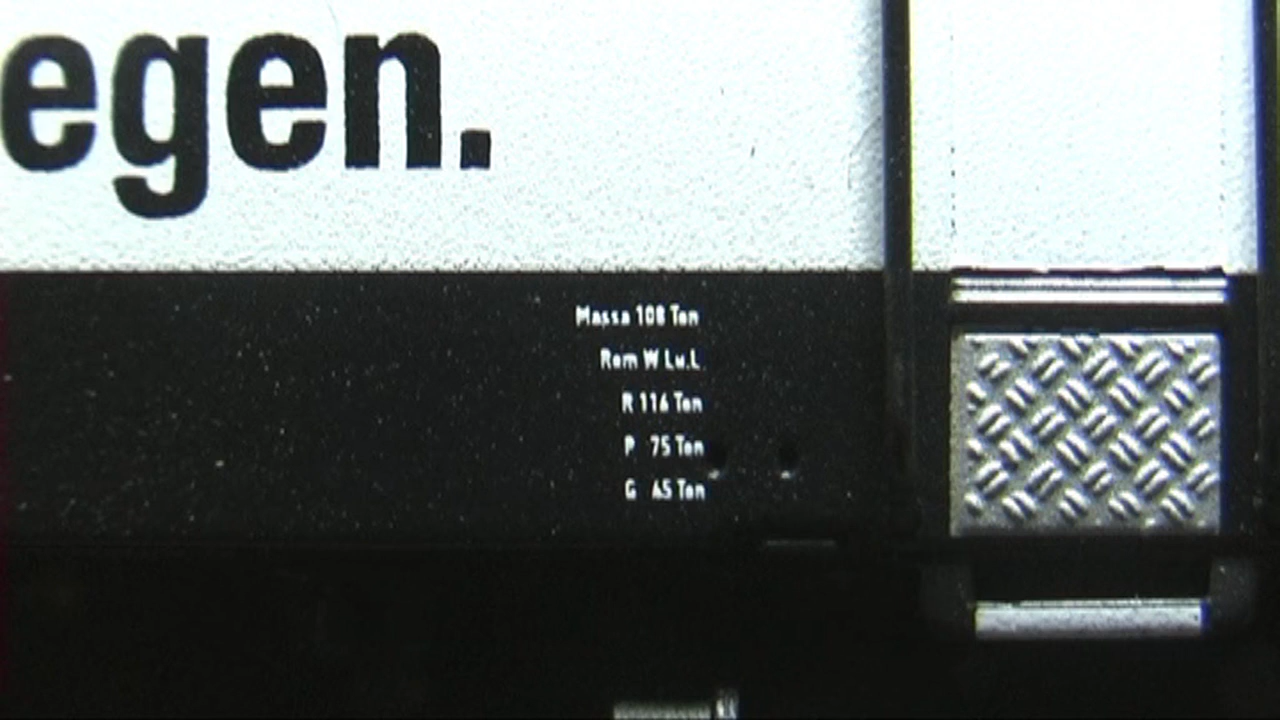 egen.
Massa 108 Ton
Rem W Lu.L.
R 116 Ton
P 75 Ton
G 65 Ton